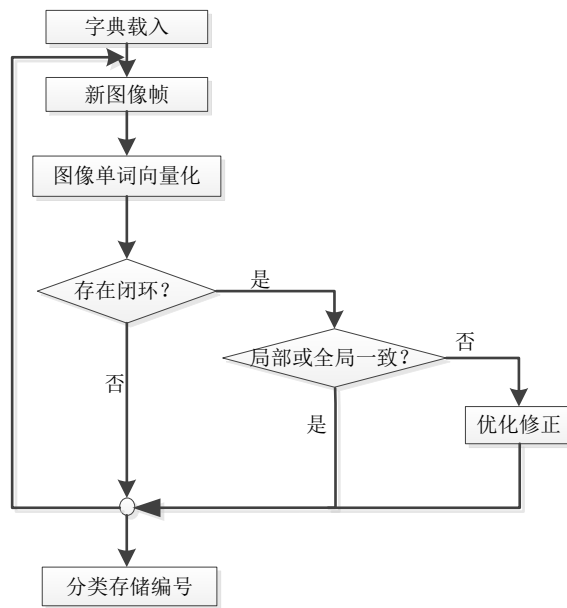 字典载入
新图像帧
图像单词向量化
存在闭环？
是
局部或全局一致？
否
否
是
优化修正
分类存储编号